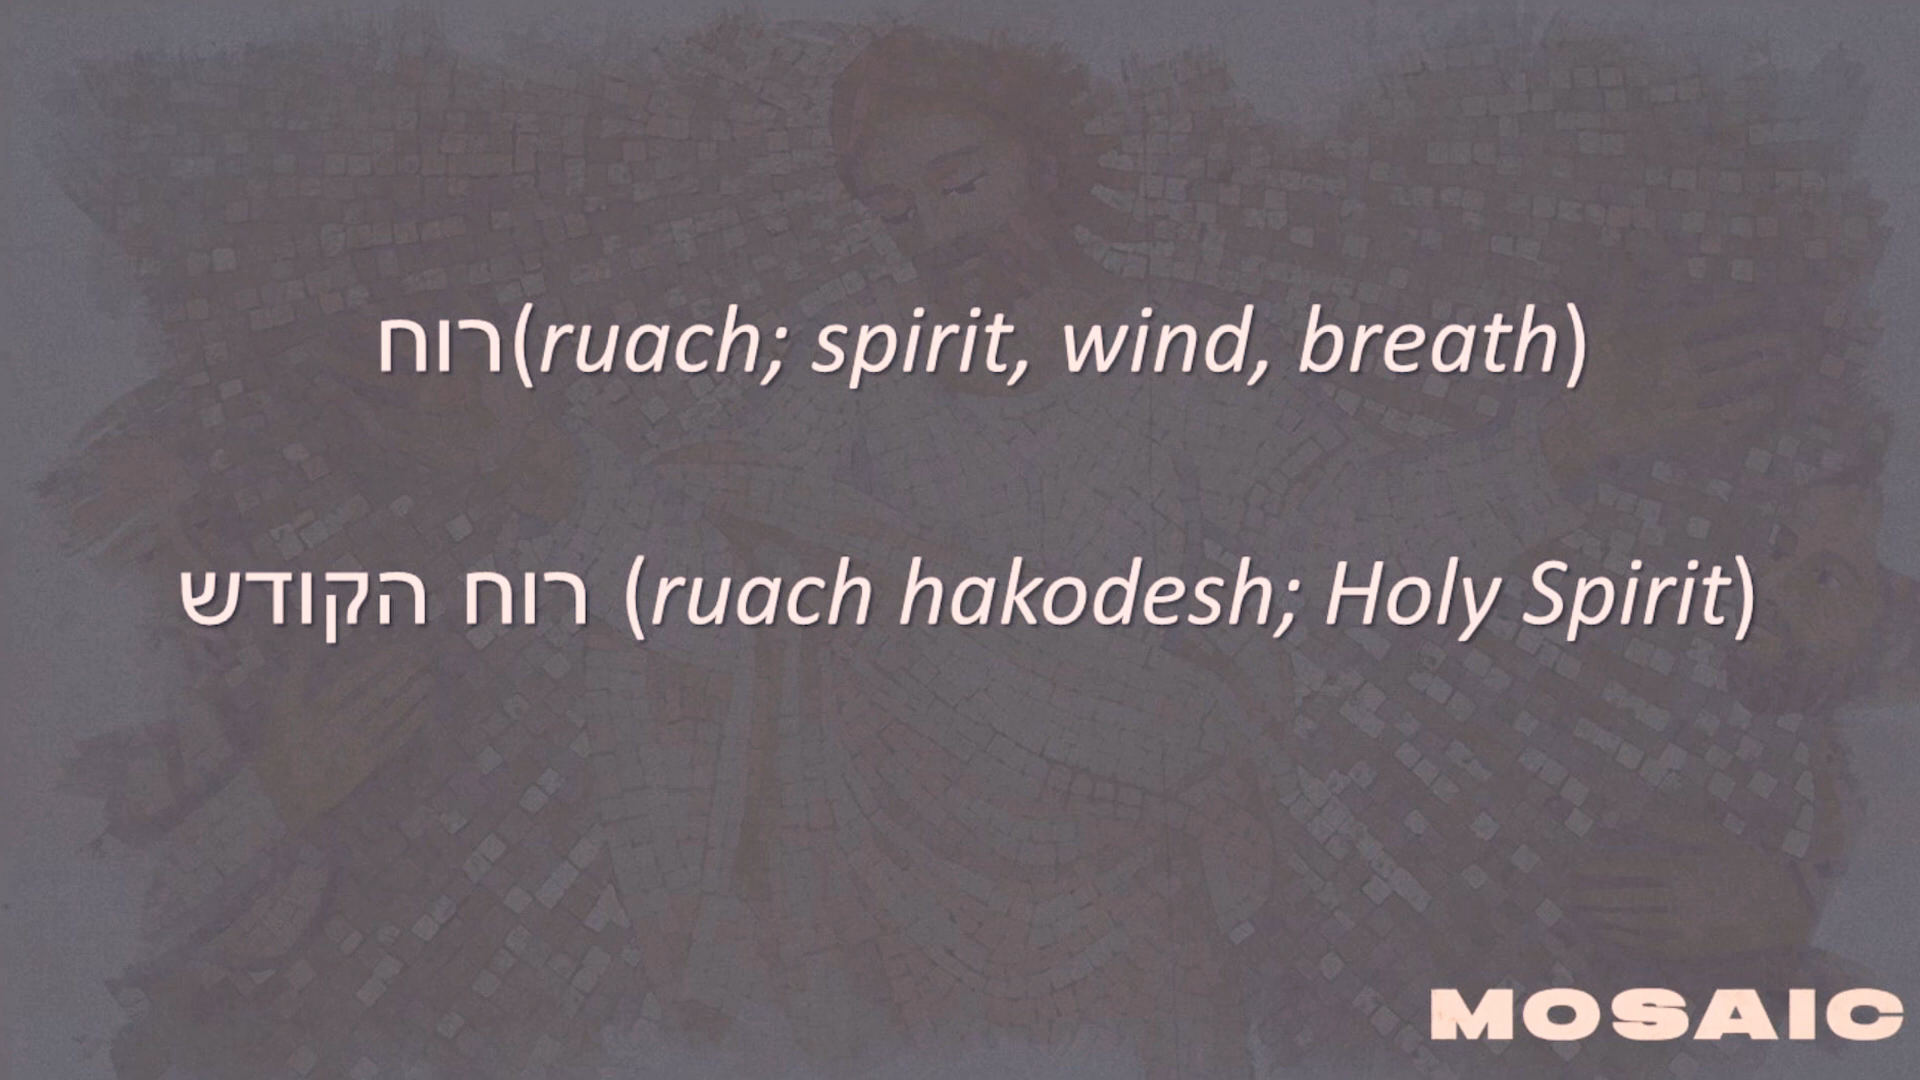 רוח(ruach; spirit, wind, breath)
רוח הקודש (ruach hakodesh; Holy Spirit)
MOSAIC